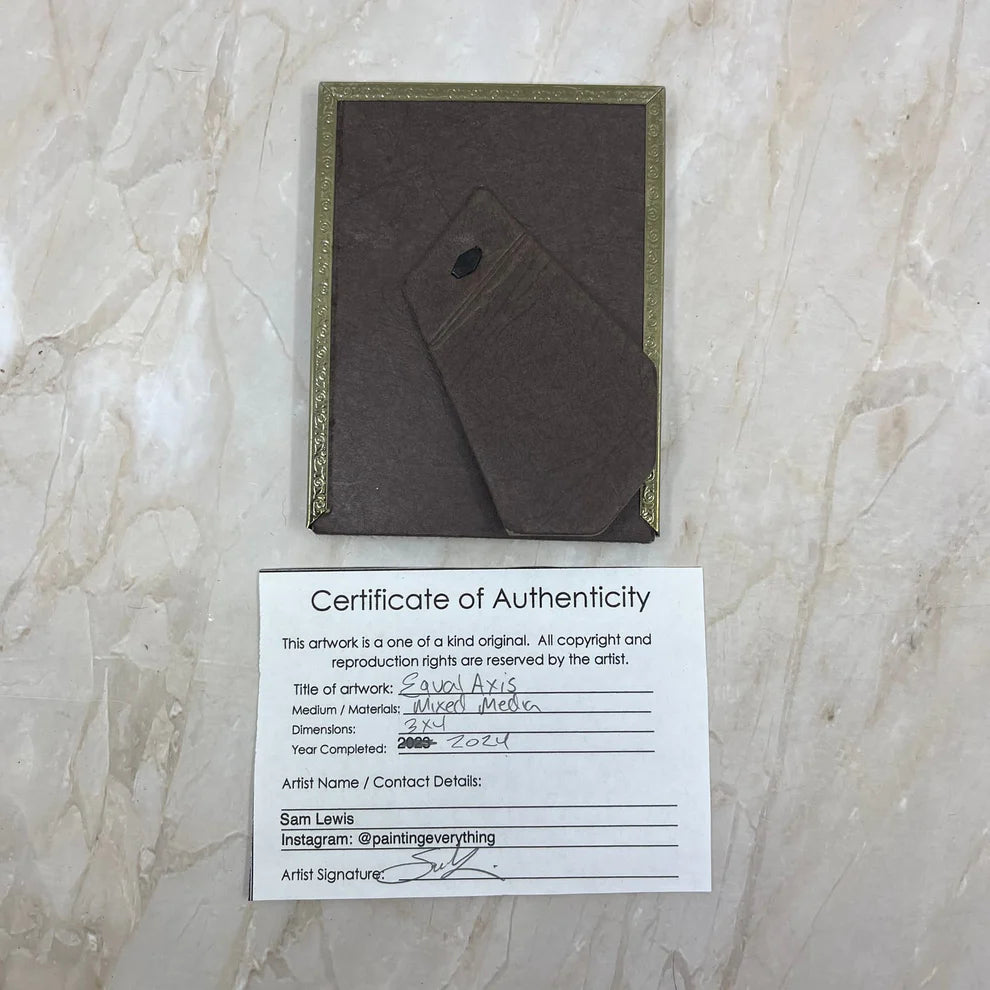 Certificate of Authenticity
This artwork is a one of a kind original. All copyright and
reproduction rights are reserved by the artist.
Title of artwork: Equal Axis
Medium / Materials: Mixed Media
Dimensions: 3x4
Year Completed: 2023 2024
Artist Name / Contact Details:
Sam Lewis
Instagram: @paintingeverything
Artist Signature: